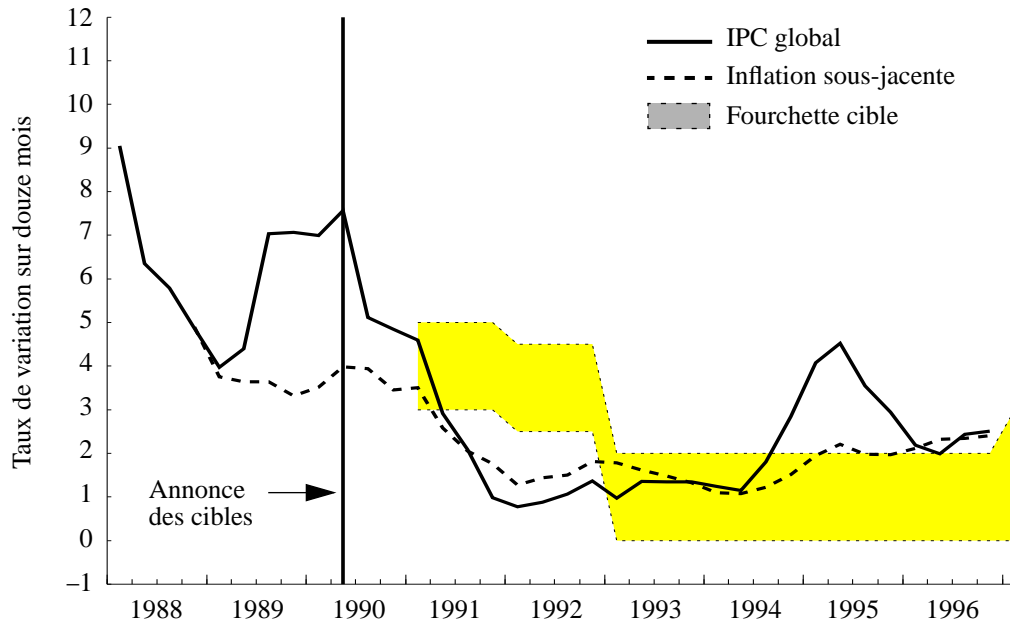 Taux de variation sur douze mois
12
11
10
9
8
7
6
5
4
3
2
1
0
–1
IPC global
Inflation sous-jacente
Fourchette cible
Annonce
des cibles
1988 1989 1990 1991 1992 1993 1994 1995 1996